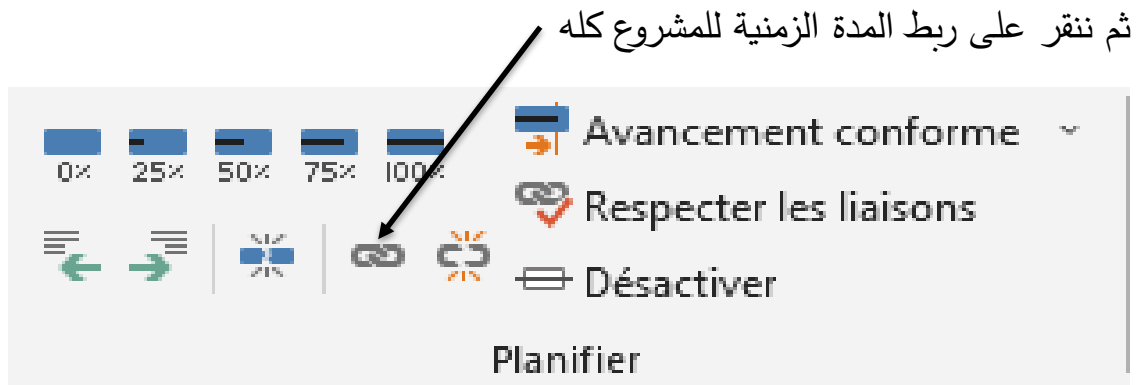 ثم ننقر على ربط المدة الزمنية للمشروع كله
0% 25% 50% 75% 100% Avancement conforme
Respecter les liaisons
Désactiver
Planifier